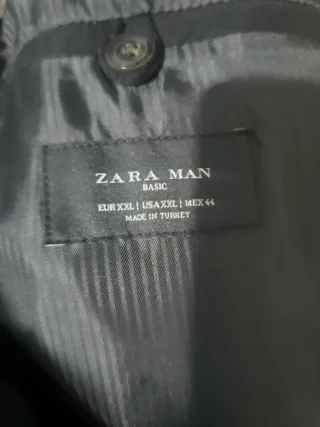 ZARA MAN
BASIC
EUR XXL | USA XXL | MEX 44
MADE IN TURKEY